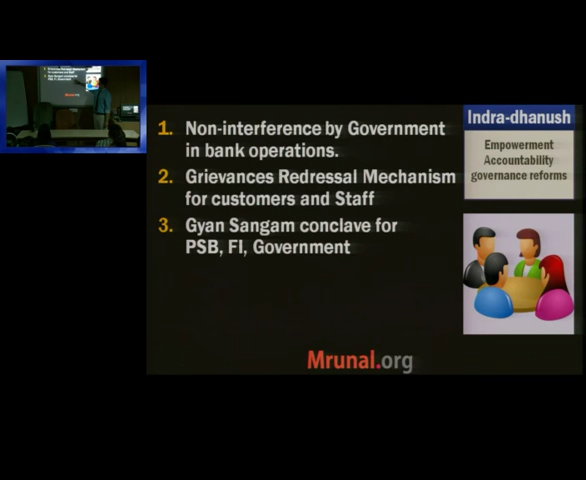 Indra-dhanush
Empowerment
Accountability
governance reforms
1. Non-interference by Government
in bank operations.
2. Grievances Redressal Mechanism
for customers and Staff
3. Gyan Sangam conclave for
PSB, FI, Government
Mrunal.org